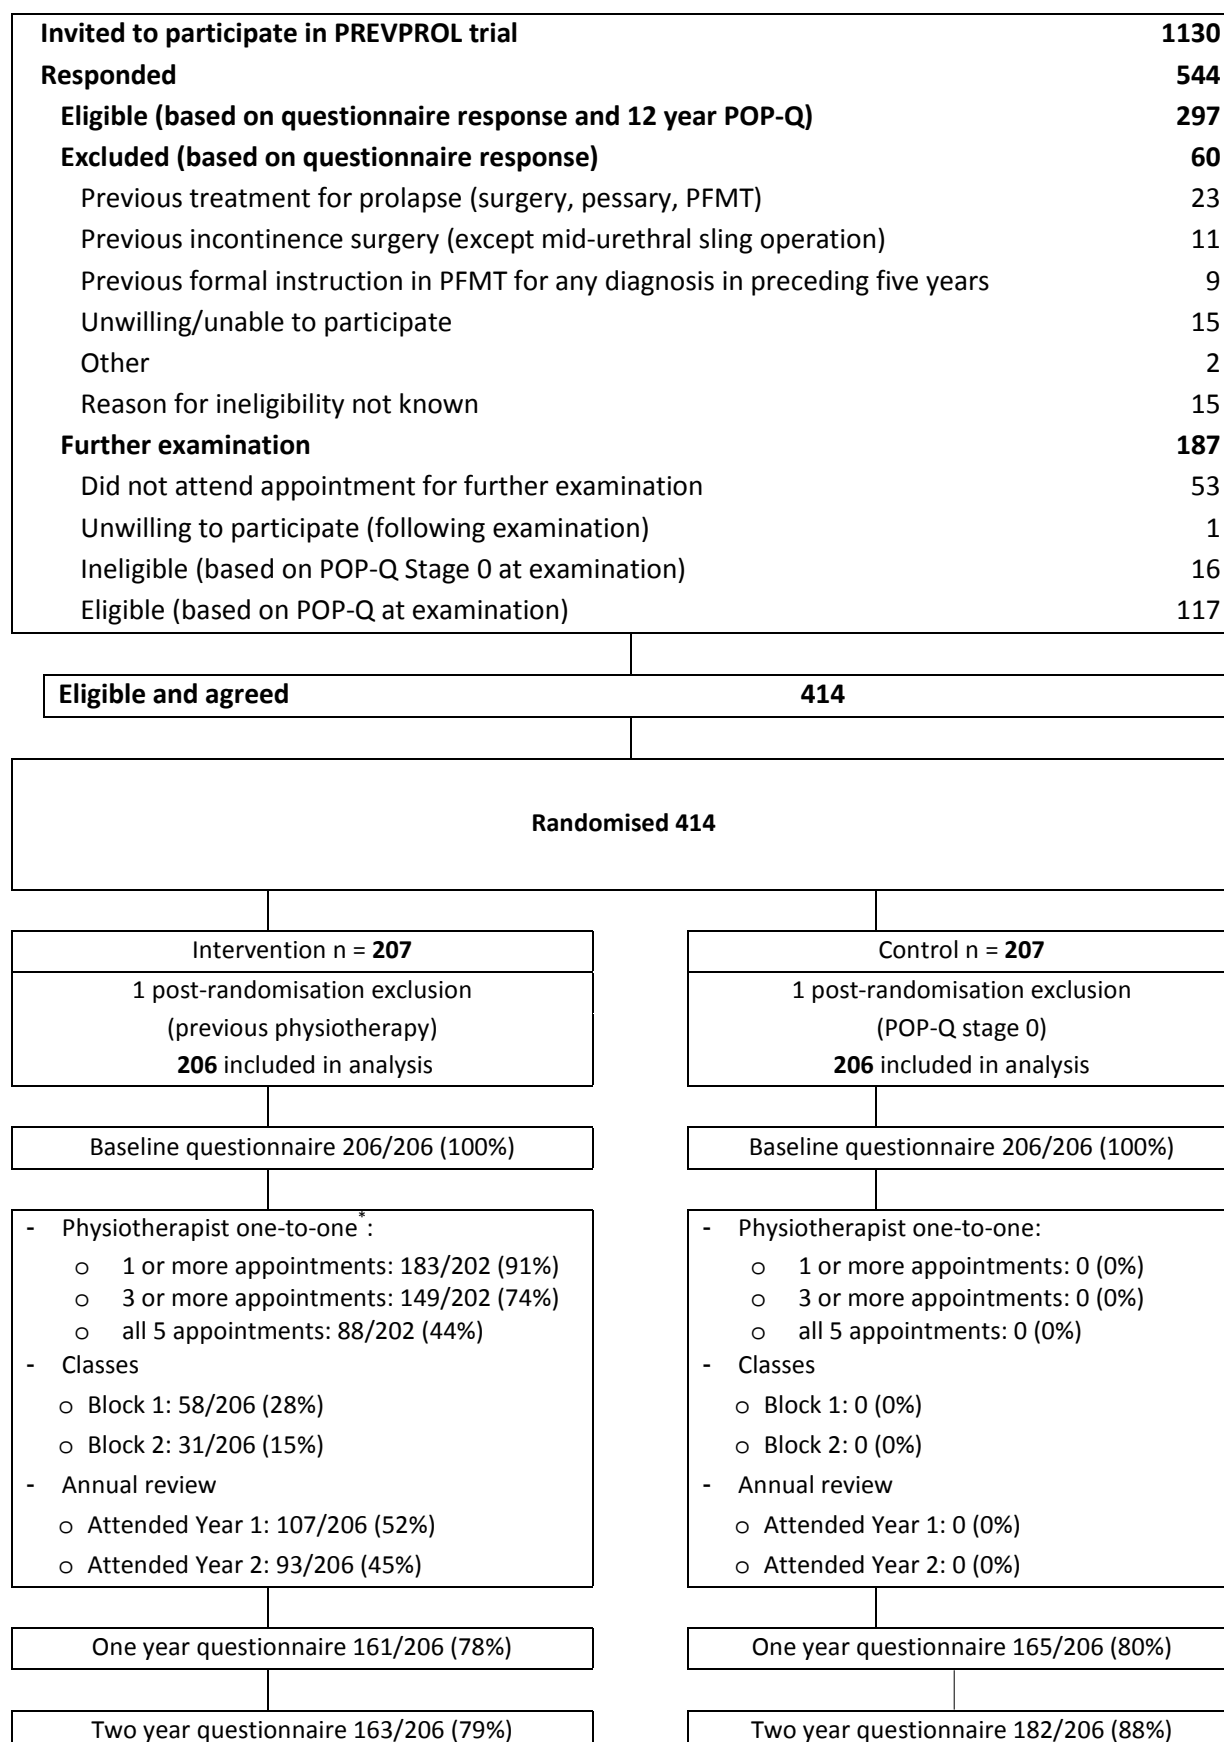 Invited to participate in PREVPROL trial 1130
Responded 544
Eligible (based on questionnaire response and 12 year POP-Q) 297
Excluded (based on questionnaire response) 60
Previous treatment for prolapse (surgery, pessary, PFMT) 23
Previous incontinence surgery (except mid-urethral sling operation) 11
Previous formal instruction in PFMT for any diagnosis in preceding five years 9
Unwilling/unable to participate 15
Other 2
Reason for ineligibility not known 15
Further examination 187
Did not attend appointment for further examination 53
Unwilling to participate (following examination) 1
Ineligible (based on POP-Q Stage 0 at examination) 16
Eligible (based on POP-Q at examination) 117
Eligible and agreed 414
Randomised 414
Intervention n = 207
1 post-randomisation exclusion
(previous physiotherapy)
206 included in analysis
Baseline questionnaire 206/206 (100%)
- Physiotherapist one-to-one*:
o 1 or more appointments: 183/202 (91%)
o 3 or more appointments: 149/202 (74%)
o all 5 appointments: 88/202 (44%)
- Classes
o Block 1: 58/206 (28%)
o Block 2: 31/206 (15%)
- Annual review
o Attended Year 1: 107/206 (52%)
o Attended Year 2: 93/206 (45%)
One year questionnaire 161/206 (78%)
Two year questionnaire 163/206 (79%)
Control n = 207
1 post-randomisation exclusion
(POP-Q stage 0)
206 included in analysis
Baseline questionnaire 206/206 (100%)
- Physiotherapist one-to-one:
o 1 or more appointments: 0 (0%)
o 3 or more appointments: 0 (0%)
o all 5 appointments: 0 (0%)
- Classes
o Block 1: 0 (0%)
o Block 2: 0 (0%)
- Annual review
o Attended Year 1: 0 (0%)
o Attended Year 2: 0 (0%)
One year questionnaire 165/206 (80%)
Two year questionnaire 182/206 (88%)